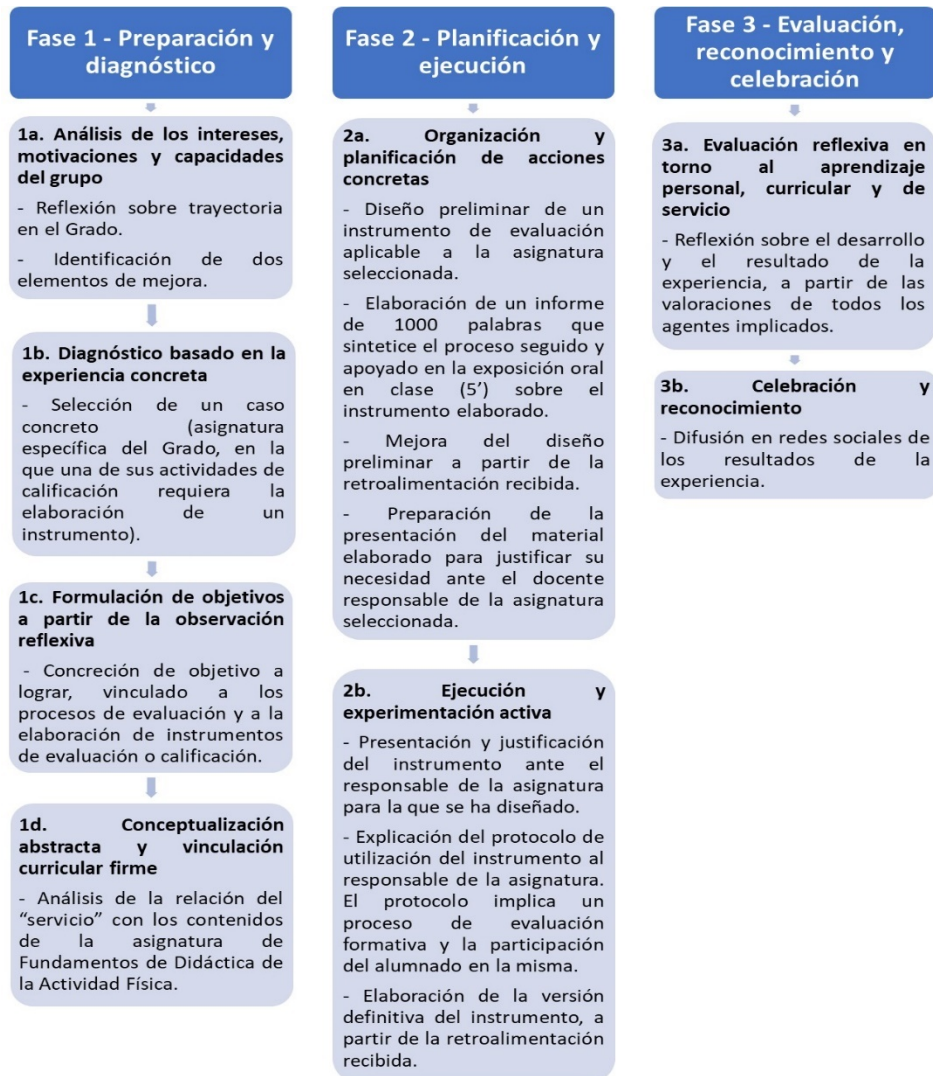 Fase 1 - Preparación y
diagnóstico
1a. Análisis de los intereses,
motivaciones y capacidades
del grupo
- Reflexión sobre trayectoria
en el Grado.
- Identificación de dos
elementos de mejora.
1b. Diagnóstico basado en la
experiencia concreta
- Selección de un caso
concreto (asignatura
específica del Grado, en la
que una de sus actividades de
calificación requiera la
elaboración de un
instrumento).
1c. Formulación de objetivos
a partir de la observación
reflexiva
- Concreción de objetivo a
lograr, vinculado a los
procesos de evaluación y a la
elaboración de instrumentos
de evaluación o calificación.
1d. Conceptualización
abstracta y vinculación
curricular firme
- Análisis de la relación del
“servicio” con los contenidos
de la asignatura de
Fundamentos de Didáctica de
la Actividad Física.
Fase 2 - Planificación y
ejecución
2a. Organización y
planificación de acciones
concretas
- Diseño preliminar de un
instrumento de evaluación
aplicable a la asignatura
seleccionada.
- Elaboración de un informe
de 1000 palabras que
sintetice el proceso seguido y
apoyado en la exposición oral
en clase (5’) sobre el
instrumento elaborado.
- Mejora del diseño
preliminar a partir de la
retroalimentación recibida.
- Preparación de la
presentación del material
elaborado para justificar su
necesidad ante el docente
responsable de la asignatura
seleccionada.
2b. Ejecución y
experimentación activa
- Presentación y justificación
del instrumento ante el
responsable de la asignatura
para la que se ha diseñado.
- Explicación del protocolo de
utilización del instrumento al
responsable de la asignatura.
El protocolo implica un
proceso de evaluación
formativa y la participación
del alumnado en la misma.
- Elaboración de la versión
definitiva del instrumento, a
partir de la retroalimentación
recibida.
Fase 3 - Evaluación,
reconocimiento y
celebración
3a. Evaluación reflexiva en
torno al aprendizaje
personal, curricular y de
servicio
- Reflexión sobre el desarrollo
y el resultado de la
experiencia, a partir de las
valoraciones de todos los
agentes implicados.
3b. Celebración y
reconocimiento
- Difusión en redes sociales de
los resultados de la
experiencia.